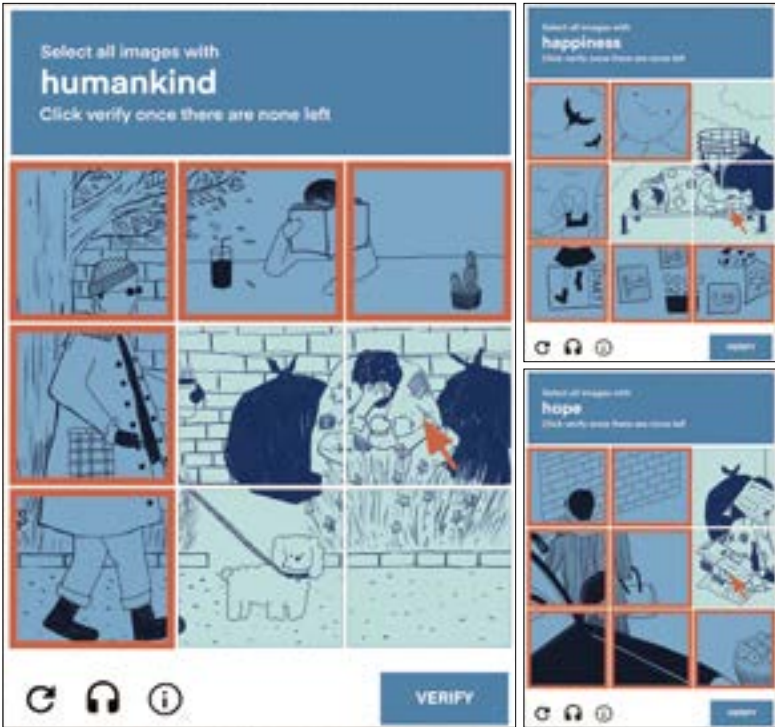 Select all images with
humankind
Click verify once there are none left
VERIFY
Select all images with
happiness
Click verify once there are none left
VERIFY
Select all images with
hope
Click verify once there are none left
VERIFY